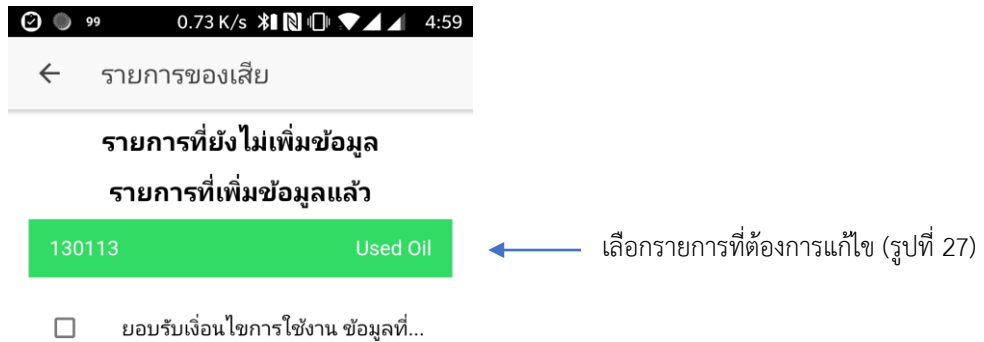 99 0.73 K/s 4:59
รายการของเสีย
รายการที่ยังไม่เพิ่มข้อมูล
รายการที่เพิ่มข้อมูลแล้ว
130113 Used Oil
เลือกรายการที่ต้องการแก้ไข (รูปที่ 27)
ยอบรับเงื่อนไขการใช้งาน ข้อมูลที่...